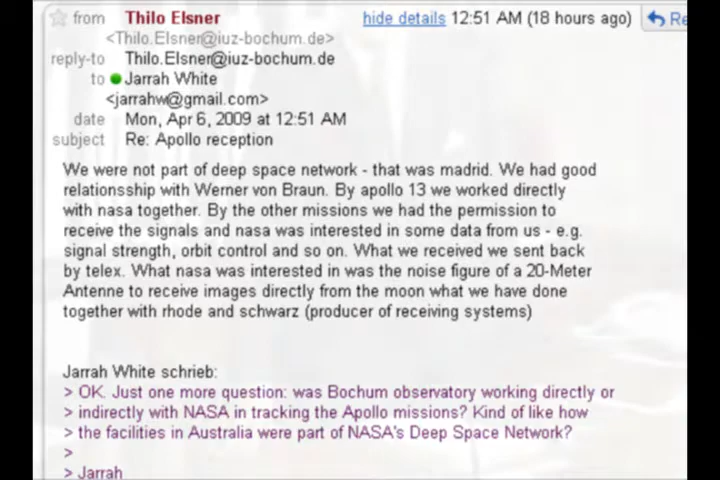 from Thilo Elsner hide details 12:51 AM (18 hours ago) Re
<Thilo.Elsner@iuz-bochum.de>
reply-to Thilo.Elsner@iuz-bochum.de
to Jarrah White
<jarrahw@gmail.com>
date Mon, Apr 6, 2009 at 12:51 AM
subject Re: Apollo reception
We were not part of deep space network - that was madrid. We had good
relationsship with Werner von Braun. By apollo 13 we worked directly
with nasa together. By the other missions we had the permission to
receive the signals and nasa was interested in some data from us - e.g.
signal strength, orbit control and so on. What we received we sent back
by telex. What nasa was interested in was the noise figure of a 20-Meter
Antenne to receive images directly from the moon what we have done
together with rhode and schwarz (producer of receiving systems)
Jarrah White schrieb:
> OK. Just one more question: was Bochum observatory working directly or
> indirectly with NASA in tracking the Apollo missions? Kind of like how
> the facilities in Australia were part of NASA's Deep Space Network?
>
> Jarrah